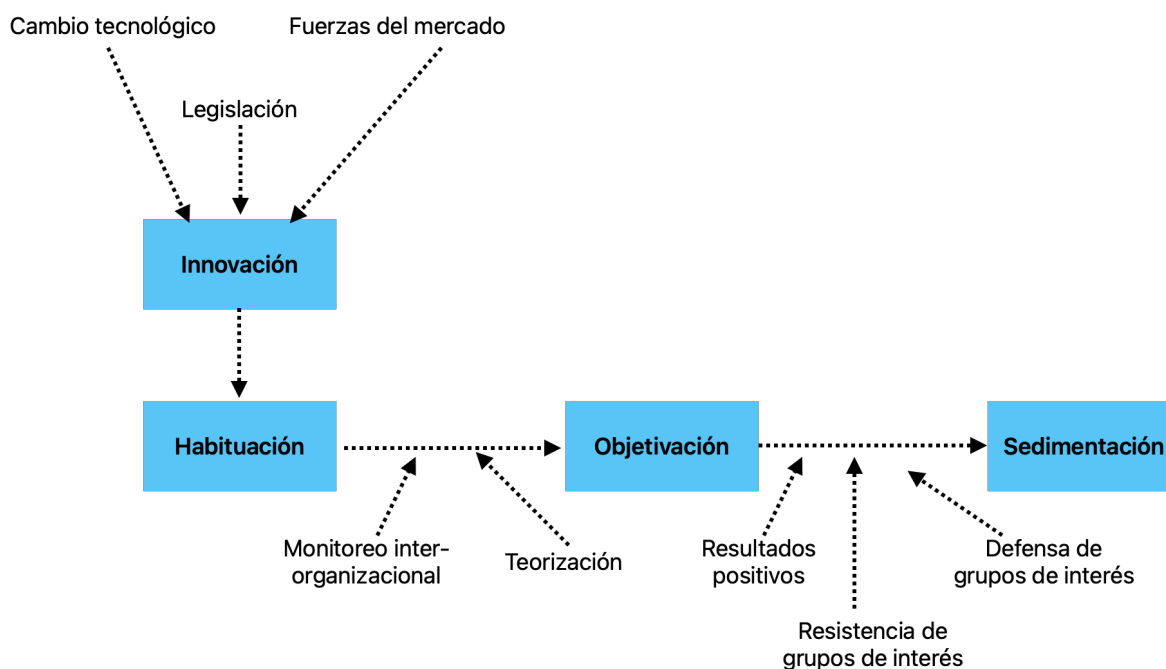 Cambio tecnológico
Fuerzas del mercado
Legislación
Innovación
Habituación
Objetivación
Sedimentación
Monitoreo inter-
organizacional
Teorización
Resultados
positivos
Defensa de
grupos de interés
Resistencia de
grupos de interés